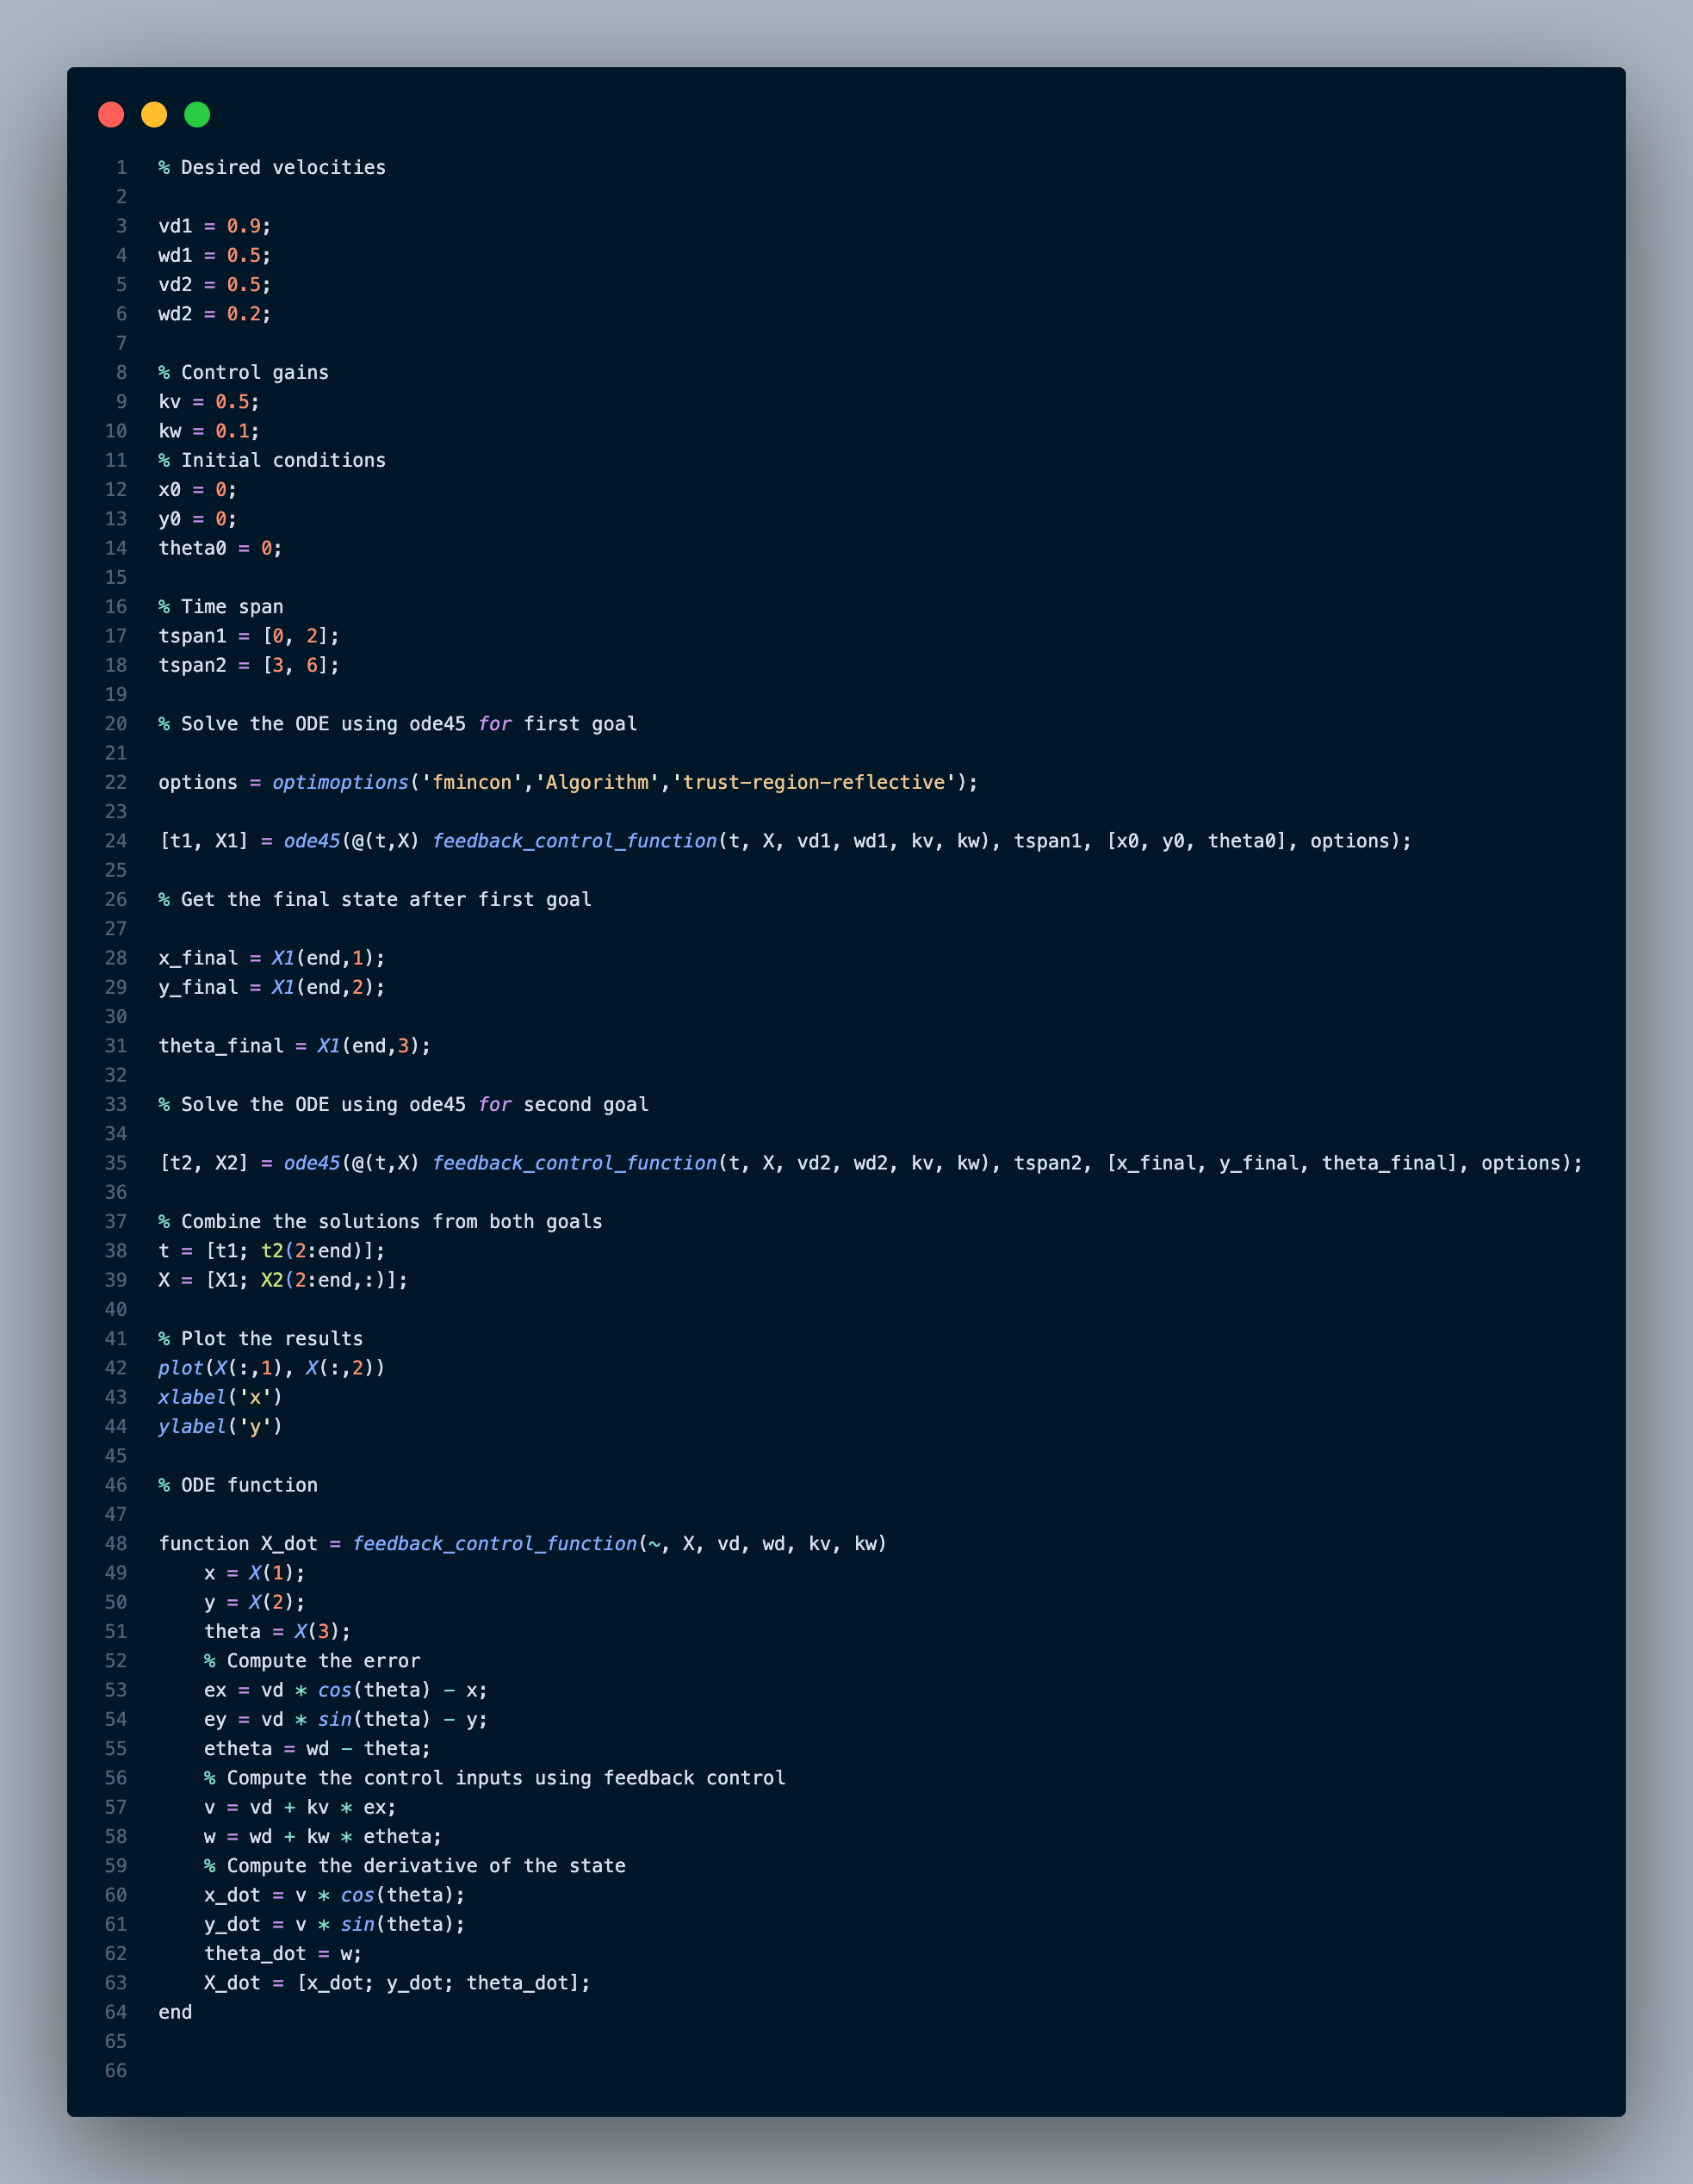 1 % Desired velocities
2
3 vd1 = 0.9;
4 wd1 = 0.5;
5 vd2 = 0.5;
6 wd2 = 0.2;
7
8 % Control gains
9 kv = 0.5;
10 kw = 0.1;
11 % Initial conditions
12 x0 = 0;
13 y0 = 0;
14 theta0 = 0;
15
16 % Time span
17 tspan1 = [0, 2];
18 tspan2 = [3, 6];
19
20 % Solve the ODE using ode45 for first goal
21
22 options = optimoptions('fmincon','Algorithm','trust-region-reflective');
23
24 [t1, X1] = ode45(@(t,X) feedback_control_function(t, X, vd1, wd1, kv, kw), tspan1, [x0, y0, theta0], options);
25
26 % Get the final state after first goal
27
28 x_final = X1(end,1);
29 y_final = X1(end,2);
30
31 theta_final = X1(end,3);
32
33 % Solve the ODE using ode45 for second goal
34
35 [t2, X2] = ode45(@(t,X) feedback_control_function(t, X, vd2, wd2, kv, kw), tspan2, [x_final, y_final, theta_final], options);
36
37 % Combine the solutions from both goals
38 t = [t1; t2(2:end)];
39 X = [X1; X2(2:end,:)];
40
41 % Plot the results
42 plot(X(:,1), X(:,2))
43 xlabel('x')
44 ylabel('y')
45
46 % ODE function
47
48 function X_dot = feedback_control_function(~, X, vd, wd, kv, kw)
49     x = X(1);
50     y = X(2);
51     theta = X(3);
52     % Compute the error
53     ex = vd * cos(theta) - x;
54     ey = vd * sin(theta) - y;
55     etheta = wd - theta;
56     % Compute the control inputs using feedback control
57     v = vd + kv * ex;
58     w = wd + kw * etheta;
59     % Compute the derivative of the state
60     x_dot = v * cos(theta);
61     y_dot = v * sin(theta);
62     theta_dot = w;
63     X_dot = [x_dot; y_dot; theta_dot];
64 end
65
66